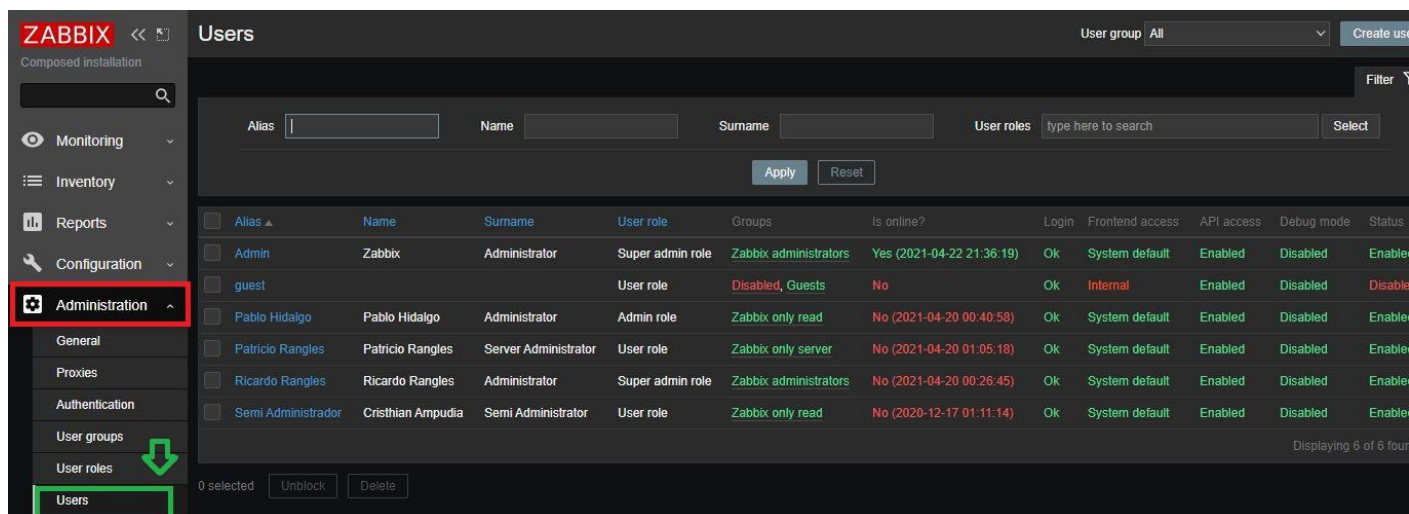 ZABBIX
Users
User group All
Create use
Composed installation
Filter
Alias Name Surname User roles type here to search Select
Apply Reset
Monitoring
Inventory
Reports
Configuration
Administration
General
Proxies
Authentication
User groups
User roles
Users
Alias Name Surname User role Groups Is online? Login Frontend access API access Debug mode Status
Admin Zabbix Administrator Super admin role Zabbix administrators Yes (2021-04-22 21:36:19) Ok System default Enabled Disabled Enable
guest User role Disabled, Guests No Ok Internal Enabled Disabled Disable
Pablo Hidalgo Pablo Hidalgo Administrator Admin role Zabbix only read No (2021-04-20 00:40:58) Ok System default Enabled Disabled Enable
Patricio Rangles Patricio Rangles Server Administrator User role Zabbix only server No (2021-04-20 01:05:18) Ok System default Enabled Disabled Enable
Ricardo Rangles Ricardo Rangles Administrator Super admin role Zabbix administrators No (2021-04-20 00:26:45) Ok System default Enabled Disabled Enable
Semi Administrador Cristhian Ampudia Semi Administrator User role Zabbix only read No (2020-12-17 01:11:14) Ok System default Enabled Disabled Enable
Displaying 6 of 6 foun
0 selected Unblock Delete